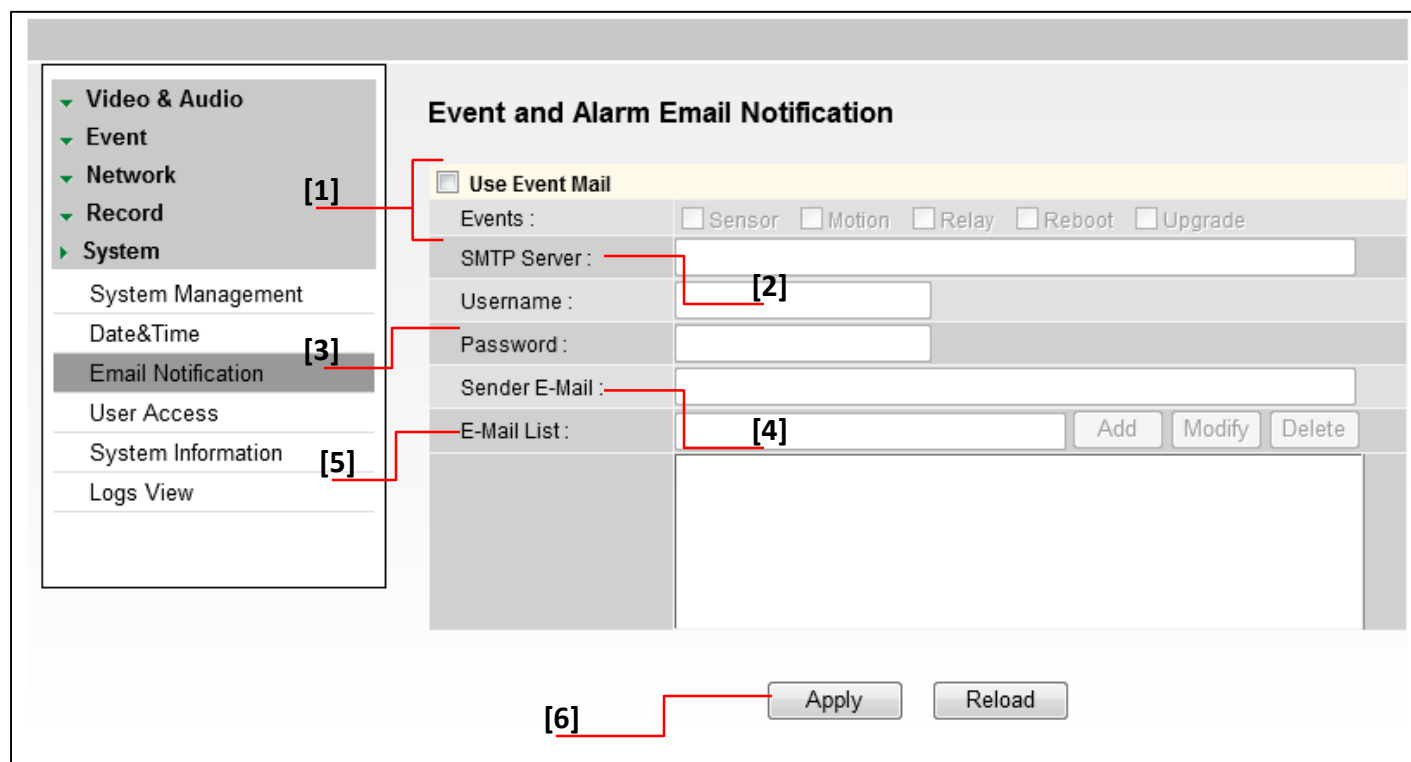 Video & Audio
Event
Network
Record
System
System Management
Date&Time
Email Notification
User Access
System Information
Logs View
Event and Alarm Email Notification
[1]
Use Event Mail
Events : Sensor Motion Relay Reboot Upgrade
SMTP Server :
[2]
Username :
[3]
Password :
Sender E-Mail :
[4]
E-Mail List : Add Modify Delete
[5]
[6]
Apply Reload